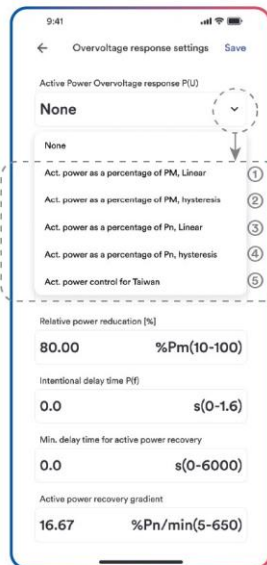 9:41
← Overvoltage response settings Save
Active Power Overvoltage response P(U)
None
None
Act. power as a percentage of PM, Linear ①
Act. power as a percentage of PM, hysteresis ②
Act. power as a percentage of Pn, Linear ③
Act. power as a percentage of Pn, hysteresis ④
Act. power control for Taiwan ⑤
Relative power reducation [%]
80.00 %Pm(10-100)
Intentional delay time P(f)
0.0 s(0-1.6)
Min. delay time for active power recovery
0.0 s(0-6000)
Active power recovery gradient
16.67 %Pn/min(5-650)